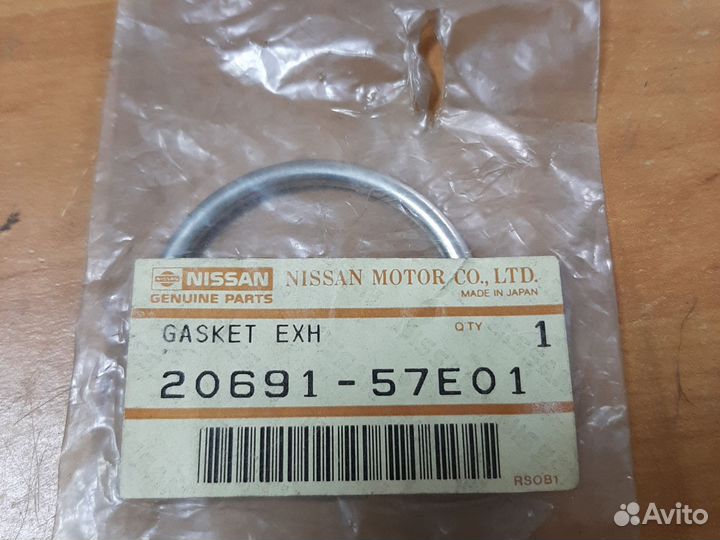 NISSAN NISSAN MOTOR CO., LTD.
GENUINE PARTS MADE IN JAPAN
GASKET EXH QTY 1
20691-57E01
RSOB1
Avito